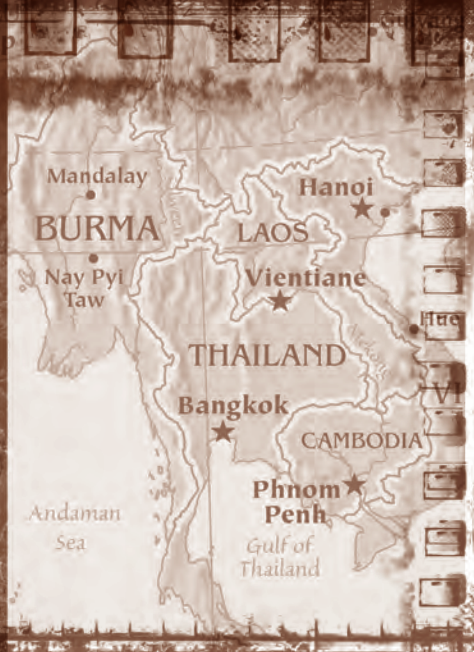 Mandalay
Hanoi
BURMA
LAOS
Nay Pyi
Taw
Vientiane
Hue
THAILAND
Mekong
VI
Bangkok
CAMBODIA
Phnom
Penh
Andaman
Sea
Gulf of
Thailand